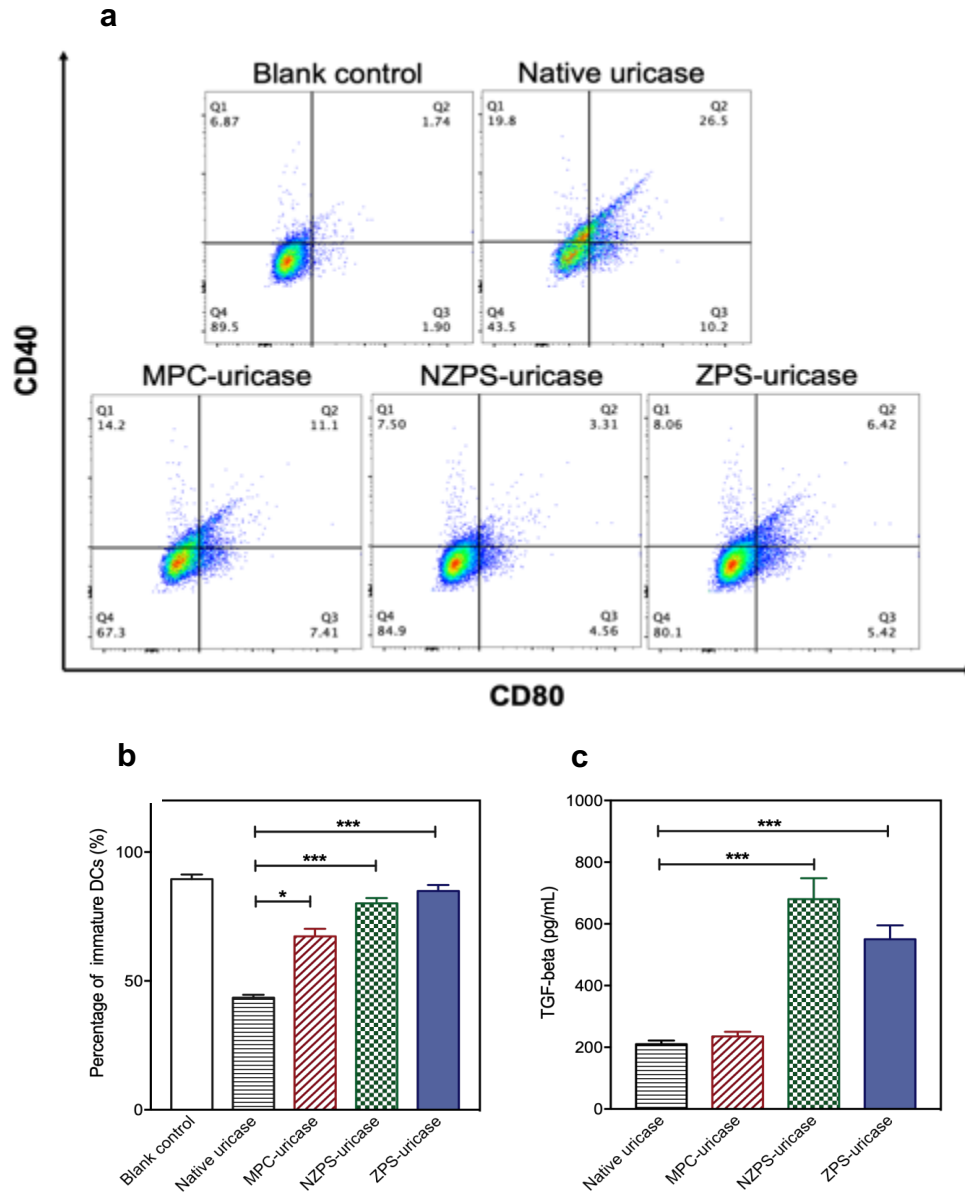 a
Blank control
Native uricase
Q1
6.87
Q2
1.74
Q4
89.5
Q3
1.90
Q1
19.8
Q2
26.5
Q4
43.5
Q3
10.2
MPC-uricase
NZPS-uricase
ZPS-uricase
Q1
14.2
Q2
11.1
Q4
67.3
Q3
7.41
Q1
7.50
Q2
3.31
Q4
84.9
Q3
4.56
Q1
8.06
Q2
6.42
Q4
80.1
Q3
5.42
CD40
CD80
b
Percentage of immature DCs (%)
100
50
0
***
***
*
Blank control
Native uricase
MPC-uricase
NZPS-uricase
ZPS-uricase
c
TGF-beta (pg/mL)
1000
800
600
400
200
0
***
***
Native uricase
MPC-uricase
NZPS-uricase
ZPS-uricase